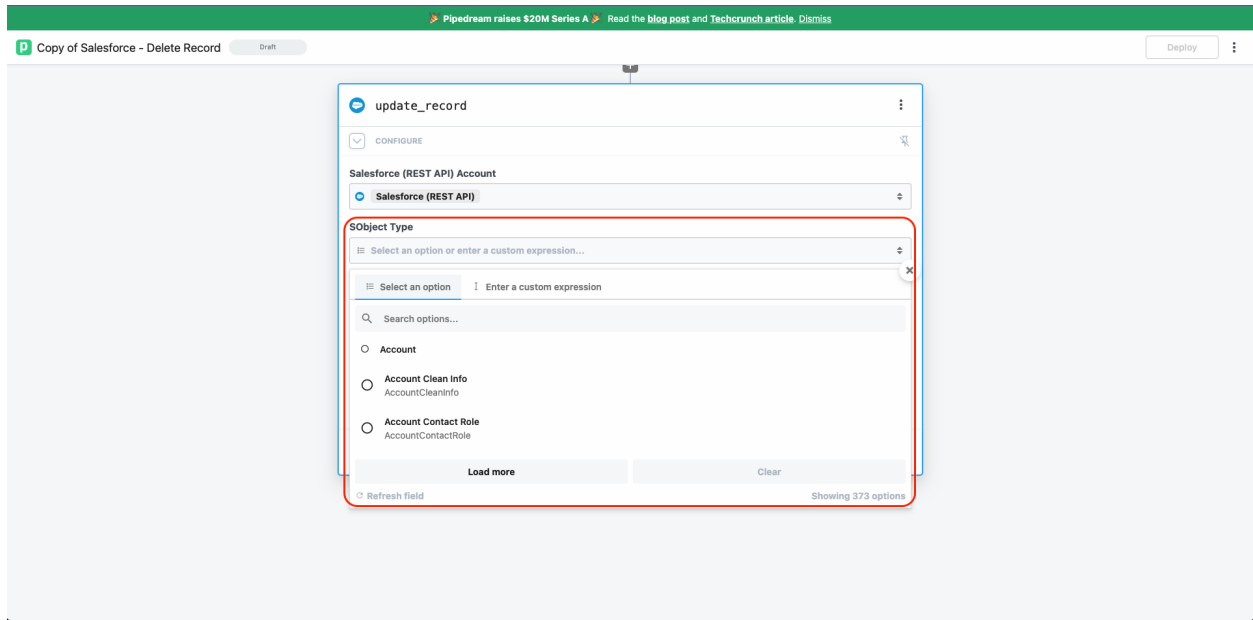 🎉 Pipedream raises $20M Series A 🎉 Read the blog post and Techcrunch article. Dismiss
p Copy of Salesforce - Delete Record Draft Deploy
update_record
CONFIGURE
Salesforce (REST API) Account
Salesforce (REST API)
SObject Type
Select an option or enter a custom expression...
Select an option Enter a custom expression
Search options...
Account
Account Clean Info
AccountCleanInfo
Account Contact Role
AccountContactRole
Load more Clear
Refresh field Showing 373 options